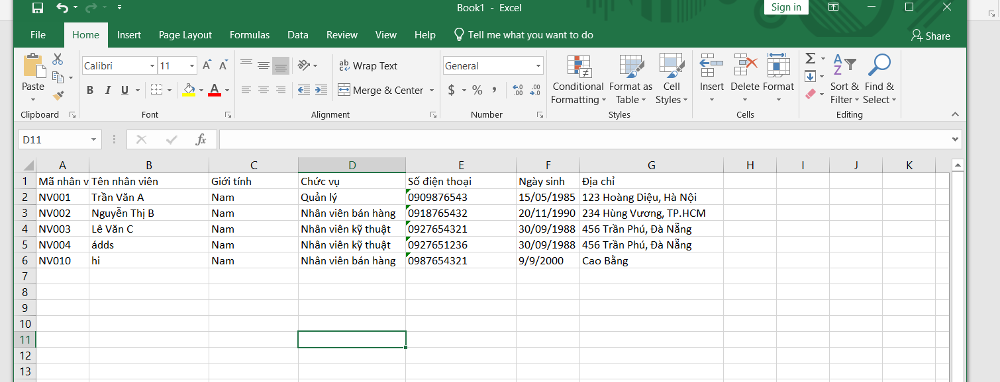 Book1 - Excel
Sign in
File Home Insert Page Layout Formulas Data Review View Help Tell me what you want to do Share
Calibri 11 A A ab Wrap Text General Σ A
Paste B I U A Merge & Center $ % , Conditional Format as Cell Insert Delete Format Z Sort & Find &
Formatting Table Styles Filter Select
Clipboard Font Alignment Number Styles Cells Editing
D11 fx
A B C D E F G H I J K
1 Mã nhân v Tên nhân viên Giới tính Chức vụ Số điện thoại Ngày sinh Địa chỉ
2 NV001 Trần Văn A Nam Quản lý 0909876543 15/05/1985 123 Hoàng Diệu, Hà Nội
3 NV002 Nguyễn Thị B Nam Nhân viên bán hàng 0918765432 20/11/1990 234 Hùng Vương, TP.HCM
4 NV003 Lê Văn C Nam Nhân viên kỹ thuật 0927654321 30/09/1988 456 Trần Phú, Đà Nẵng
5 NV004 ádds Nam Nhân viên kỹ thuật 0927651236 30/09/1988 456 Trần Phú, Đà Nẵng
6 NV010 hi Nam Nhân viên bán hàng 0987654321 9/9/2000 Cao Bằng
7
8
9
10
11
12
13